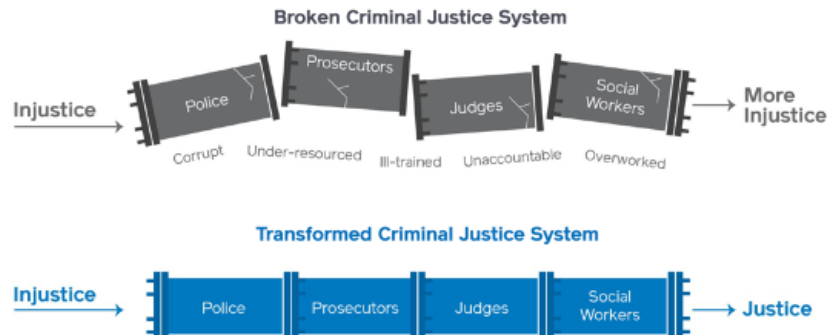 Broken Criminal Justice System
Injustice
Police
Prosecutors
Judges
Social
Workers
More
Injustice
Corrupt
Under-resourced
Ill-trained
Unaccountable
Overworked
Transformed Criminal Justice System
Injustice
Police
Prosecutors
Judges
Social
Workers
Justice